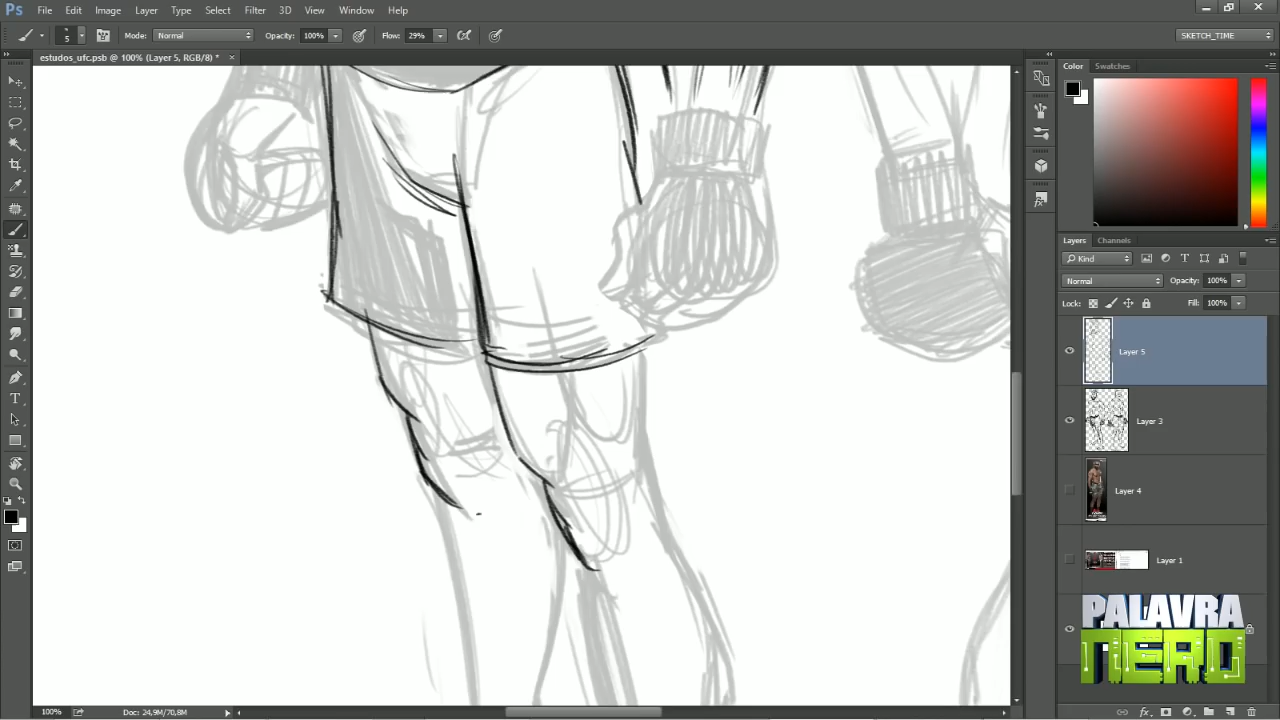 Ps File Edit Image Layer Type Select Filter 3D View Window Help
5 Mode: Normal Opacity: 100% Flow: 29% SKETCH_TIME
estudos_ufc.psb @ 100% (Layer 5, RGB/8) * ×
Color Swatches
Layers Channels
Kind
Normal Opacity: 100%
Lock: Fill: 100%
Layer 5
Layer 3
Layer 4
Layer 1
PALAVRA
NERD
100% Doc: 24,9M/70,8M